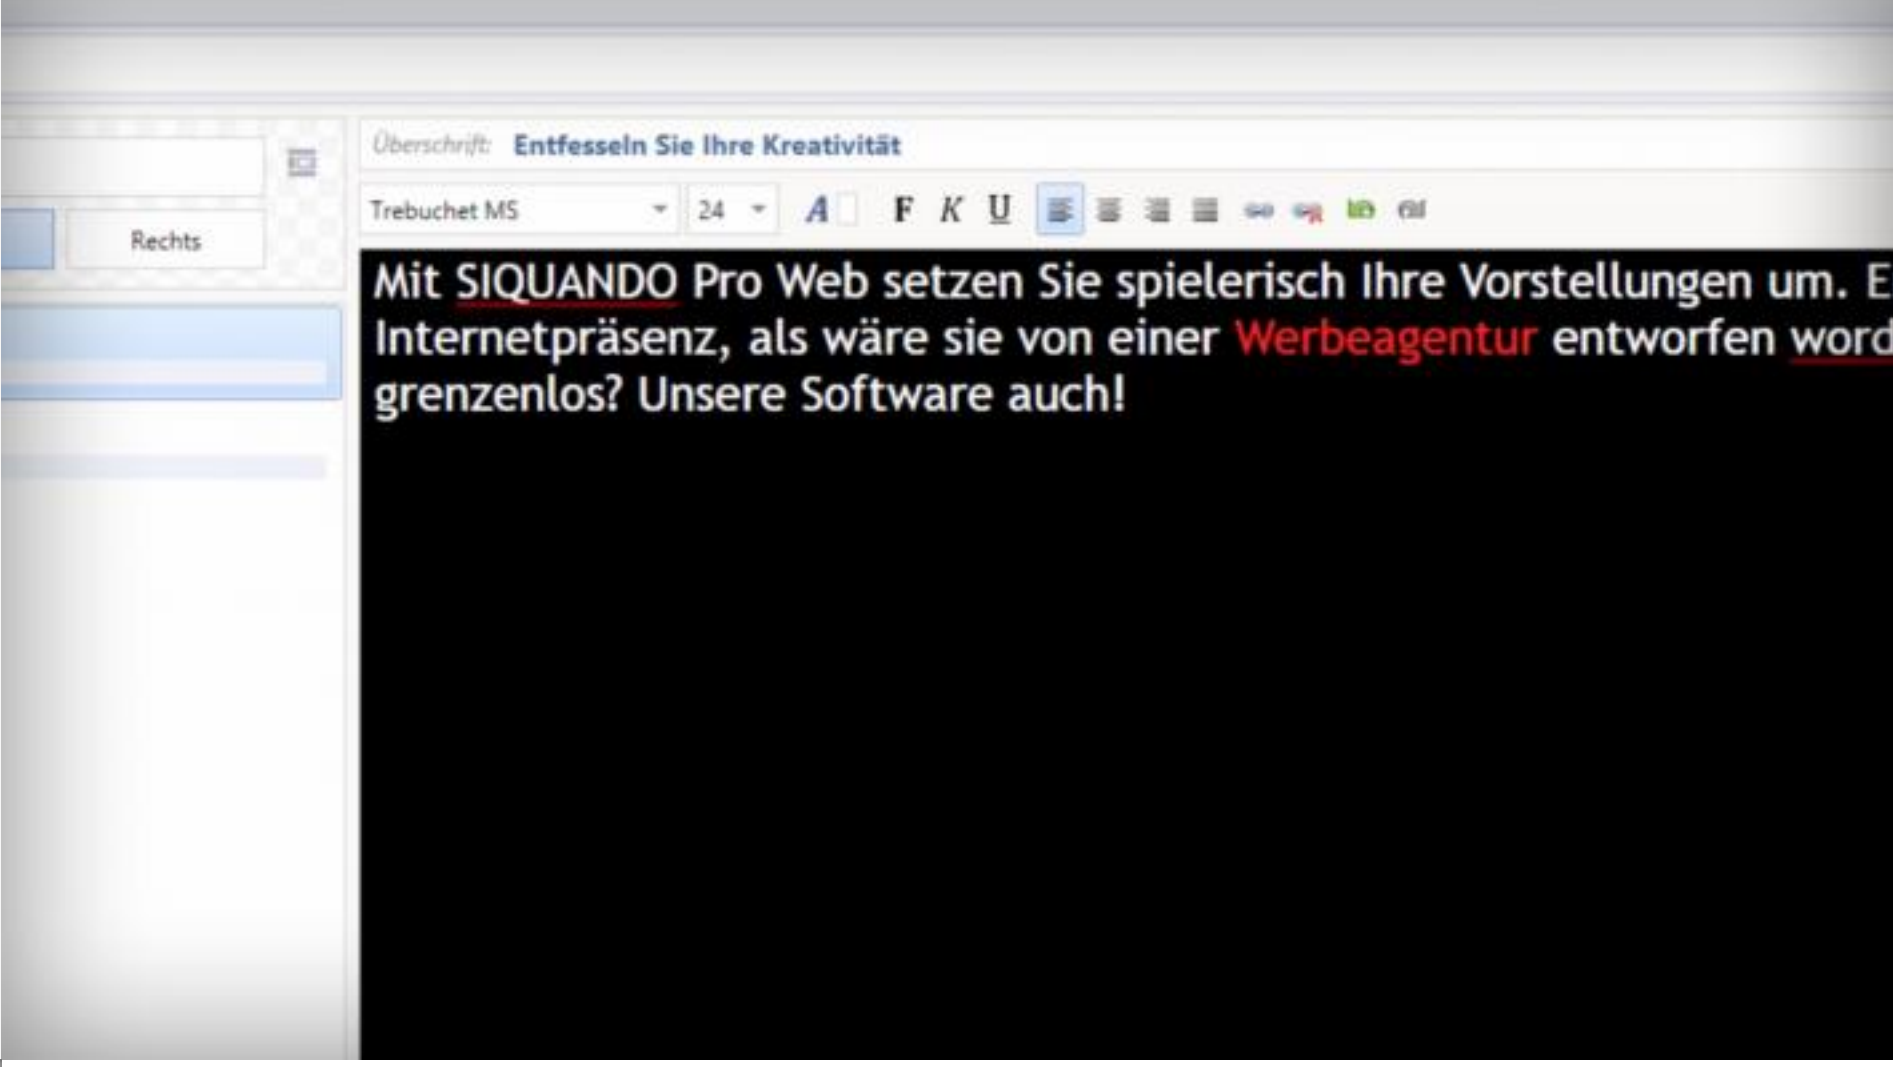 Überschrift: Entfesseln Sie Ihre Kreativität
Trebuchet MS 24 A F K U
Rechts
Mit SIQUANDO Pro Web setzen Sie spielerisch Ihre Vorstellungen um. E
Internetpräsenz, als wäre sie von einer Werbeagentur entworfen word
grenzenlos? Unsere Software auch!